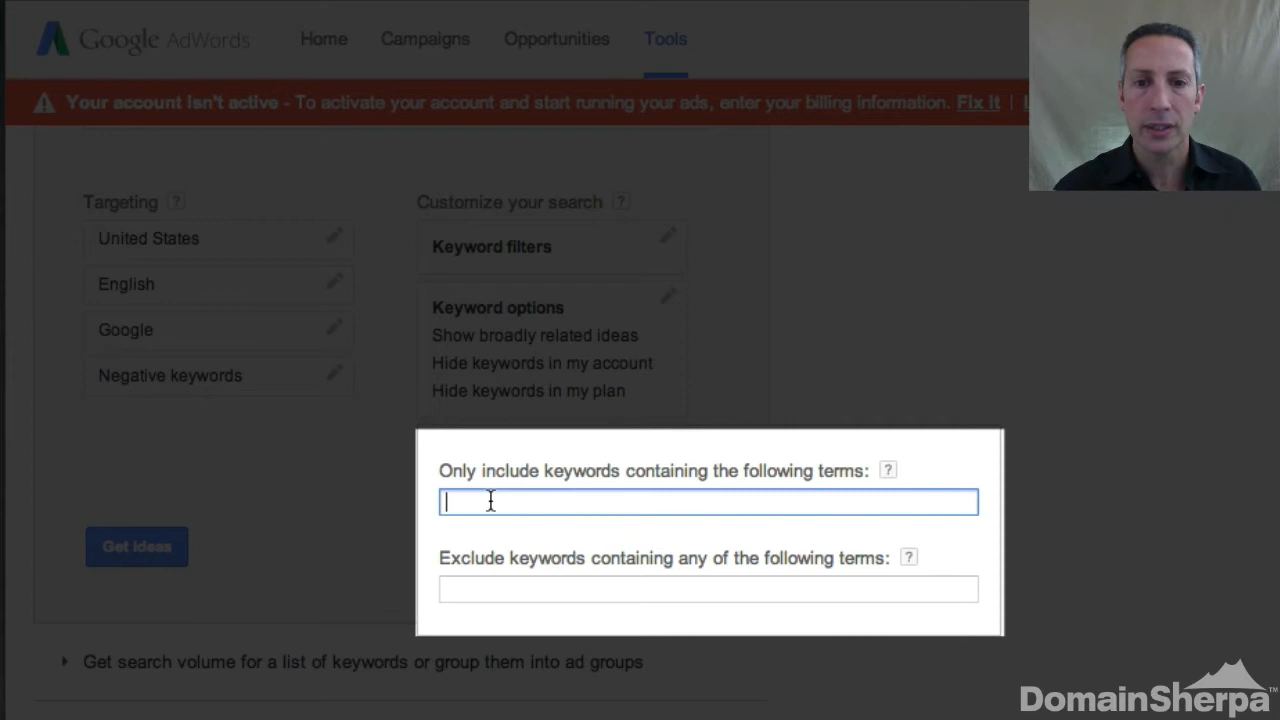 Google AdWords
Home Campaigns Opportunities Tools
Your account isn't active - To activate your account and start running your ads, enter your billing information. Fix it |
Targeting ?
United States
English
Google
Negative keywords
Customize your search ?
Keyword filters
Keyword options
Show broadly related ideas
Hide keywords in my account
Hide keywords in my plan
Only include keywords containing the following terms: ?
Exclude keywords containing any of the following terms: ?
Get ideas
Get search volume for a list of keywords or group them into ad groups
DomainSherpa™